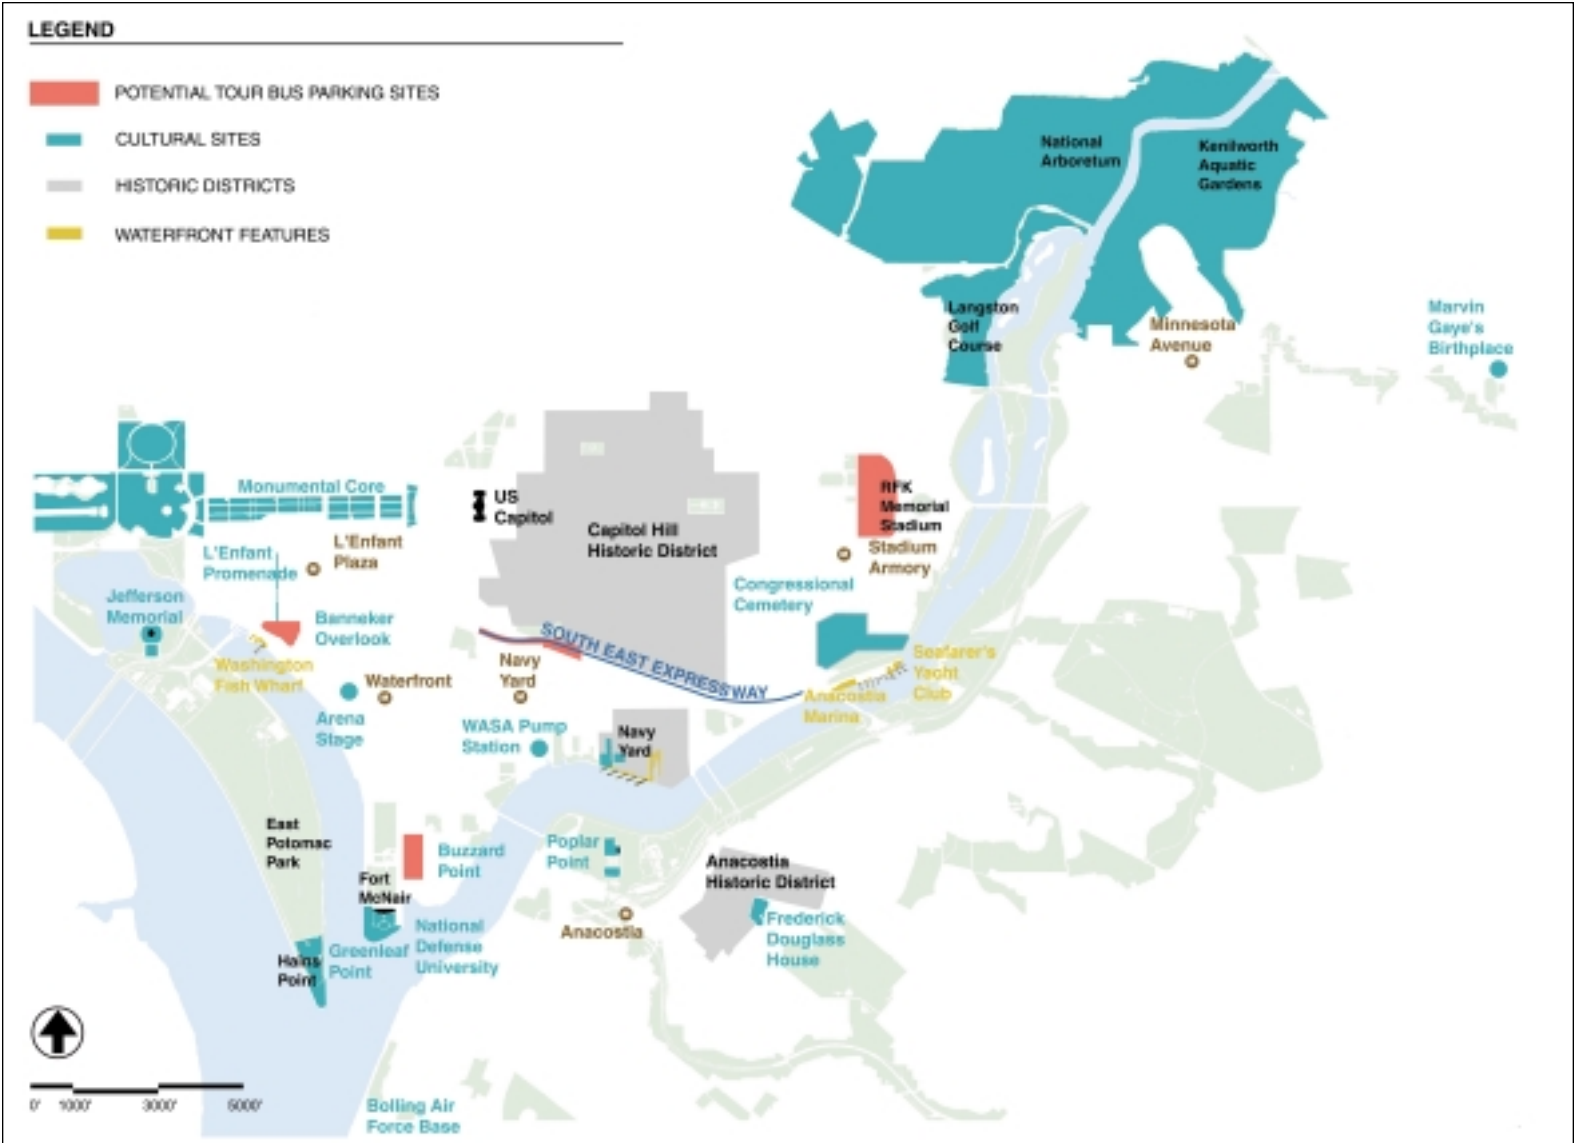 LEGEND
POTENTIAL TOUR BUS PARKING SITES
CULTURAL SITES
HISTORIC DISTRICTS
WATERFRONT FEATURES
National
Arboretum
Kenilworth
Aquatic
Gardens
Langston
Golf
Course
Minnesota
Avenue
Marvin
Gaye's
Birthplace
Monumental Core
US
Capitol
Capitol Hill
Historic District
RFK
Memorial
Stadium
Stadium
Armory
L'Enfant
Promenade
L'Enfant
Plaza
Jefferson
Memorial
Banneker
Overlook
Congressional
Cemetery
SOUTH EAST EXPRESSWAY
Washington
Fish Wharf
Waterfront
Navy
Yard
Seafarer's
Yacht
Club
Anacostia
Marina
Arena
Stage
WASA Pump
Station
Navy
Yard
East
Potomac
Park
Buzzard
Point
Poplar
Point
Fort
McNair
Anacostia
Historic District
National
Defense
University
Greenleaf
Point
Hains
Point
Anacostia
Frederick
Douglass
House
0' 1000' 3000' 5000'
Bolling Air
Force Base